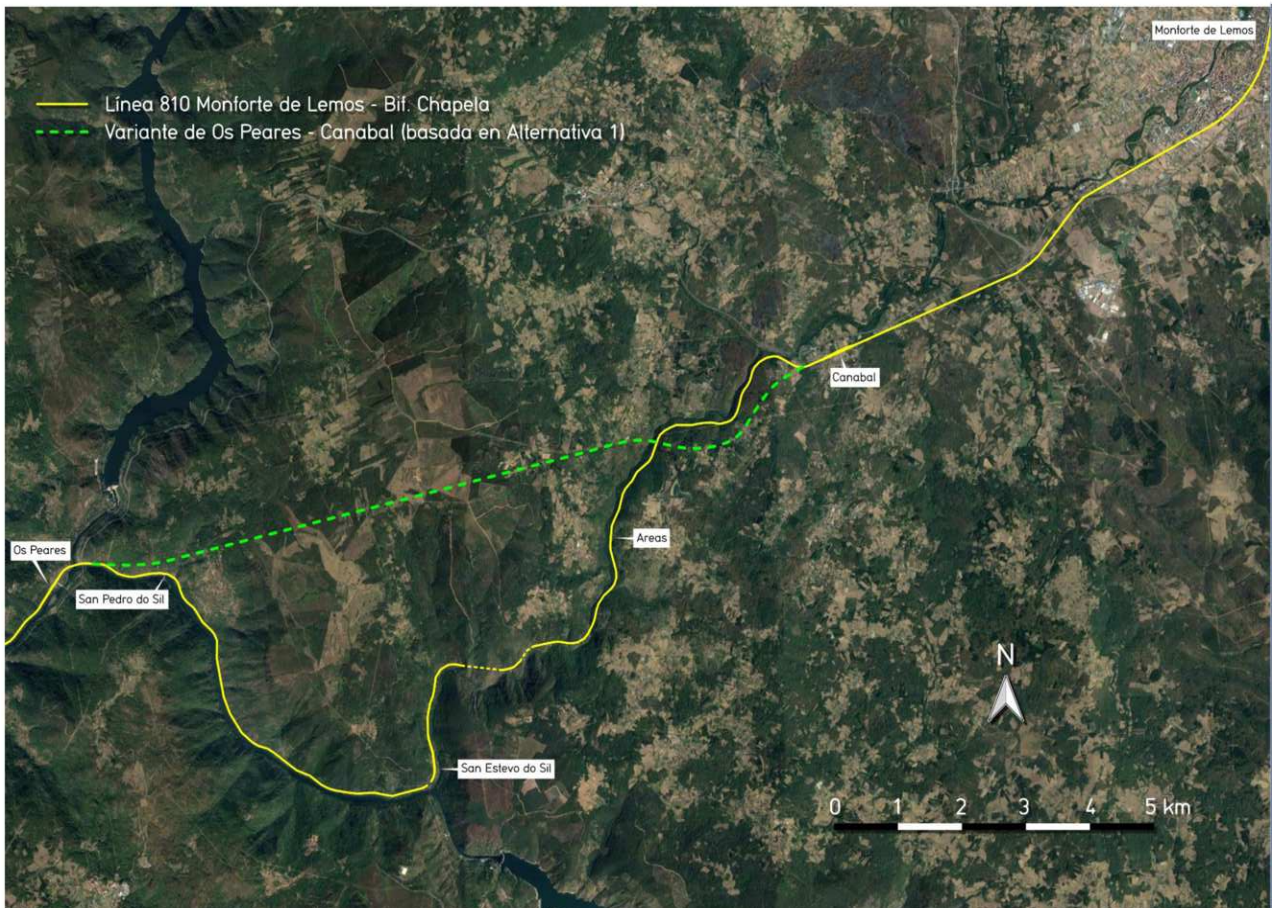 Monforte de Lemos
Línea 810 Monforte de Lemos - Bif. Chapela
Variante de Os Peares - Canabal (basada en Alternativa 1)
Canabal
Os Peares
Areas
San Pedro do Sil
N
San Estevo do Sil
0 1 2 3 4 5 km